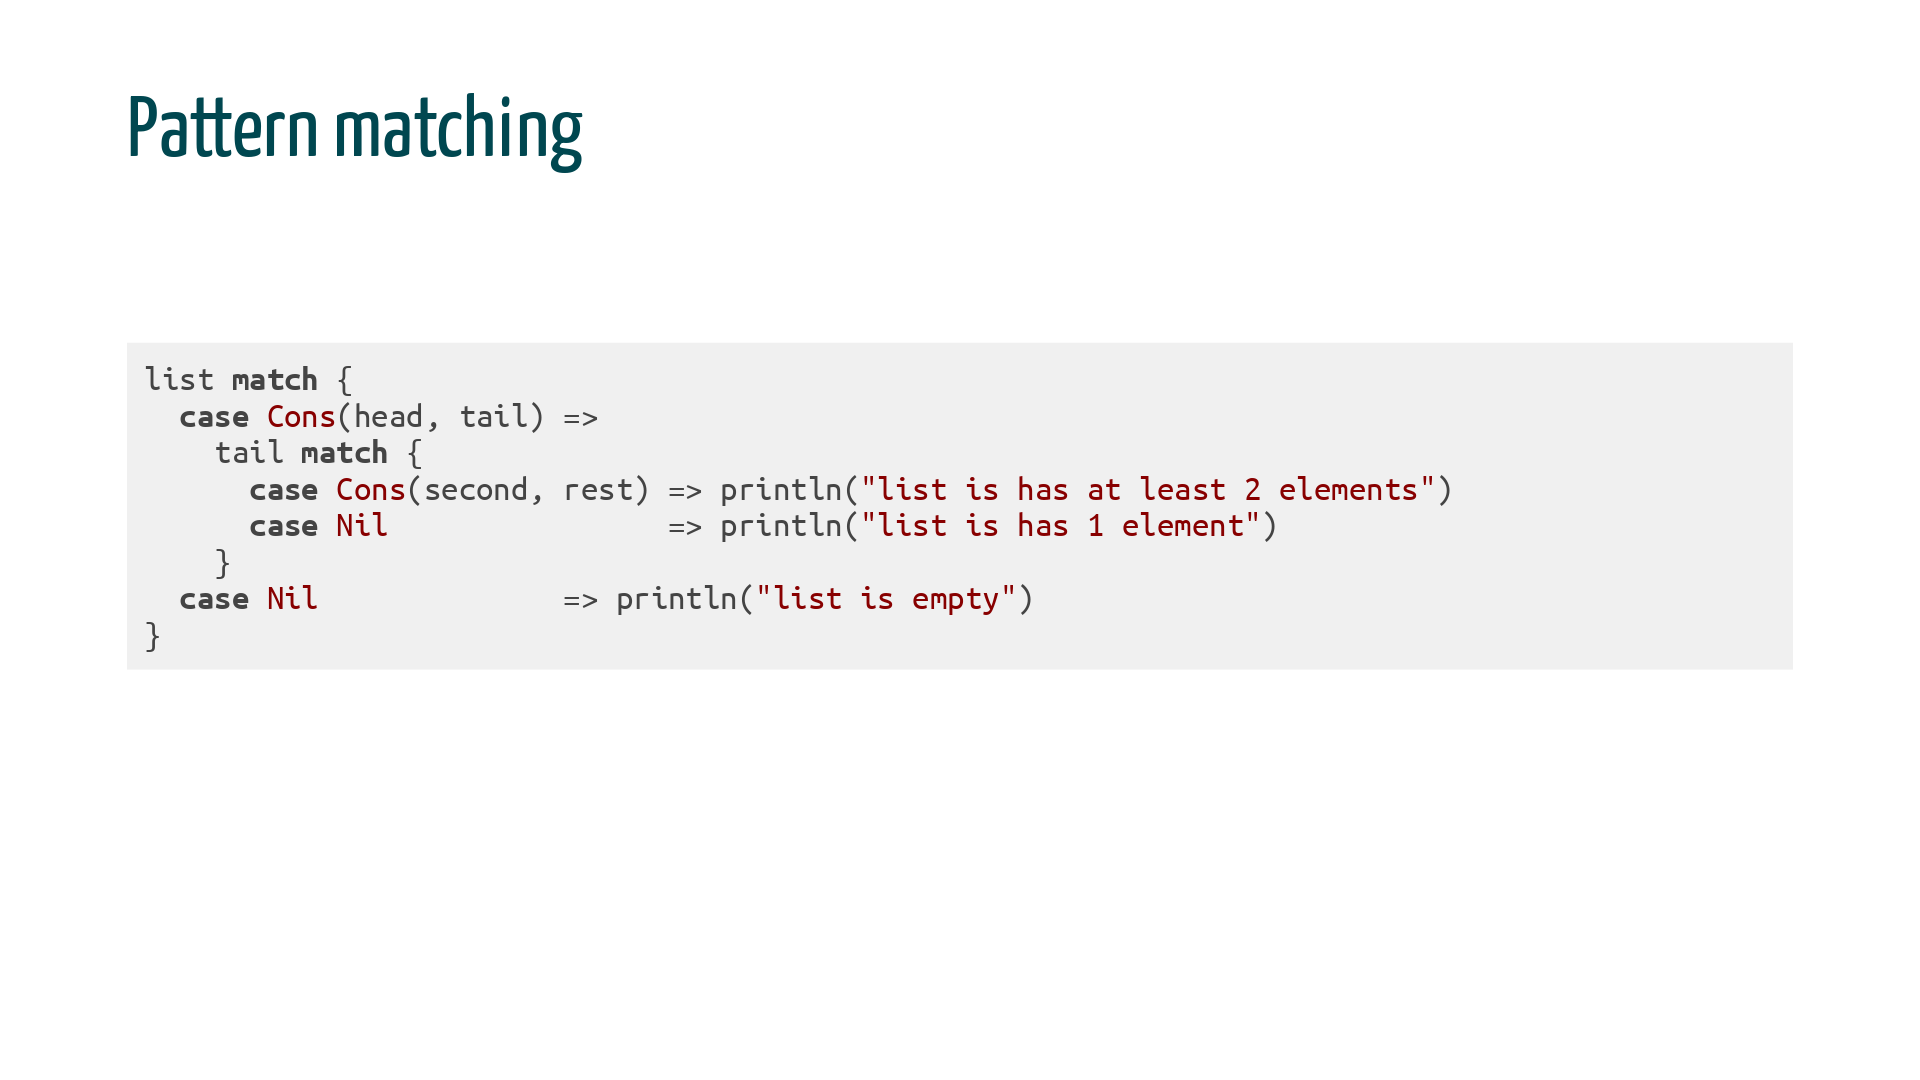 Pattern matching
list match {
  case Cons(head, tail) =>
    tail match {
      case Cons(second, rest) => println("list is has at least 2 elements")
      case Nil                => println("list is has 1 element")
    }
  case Nil              => println("list is empty")
}